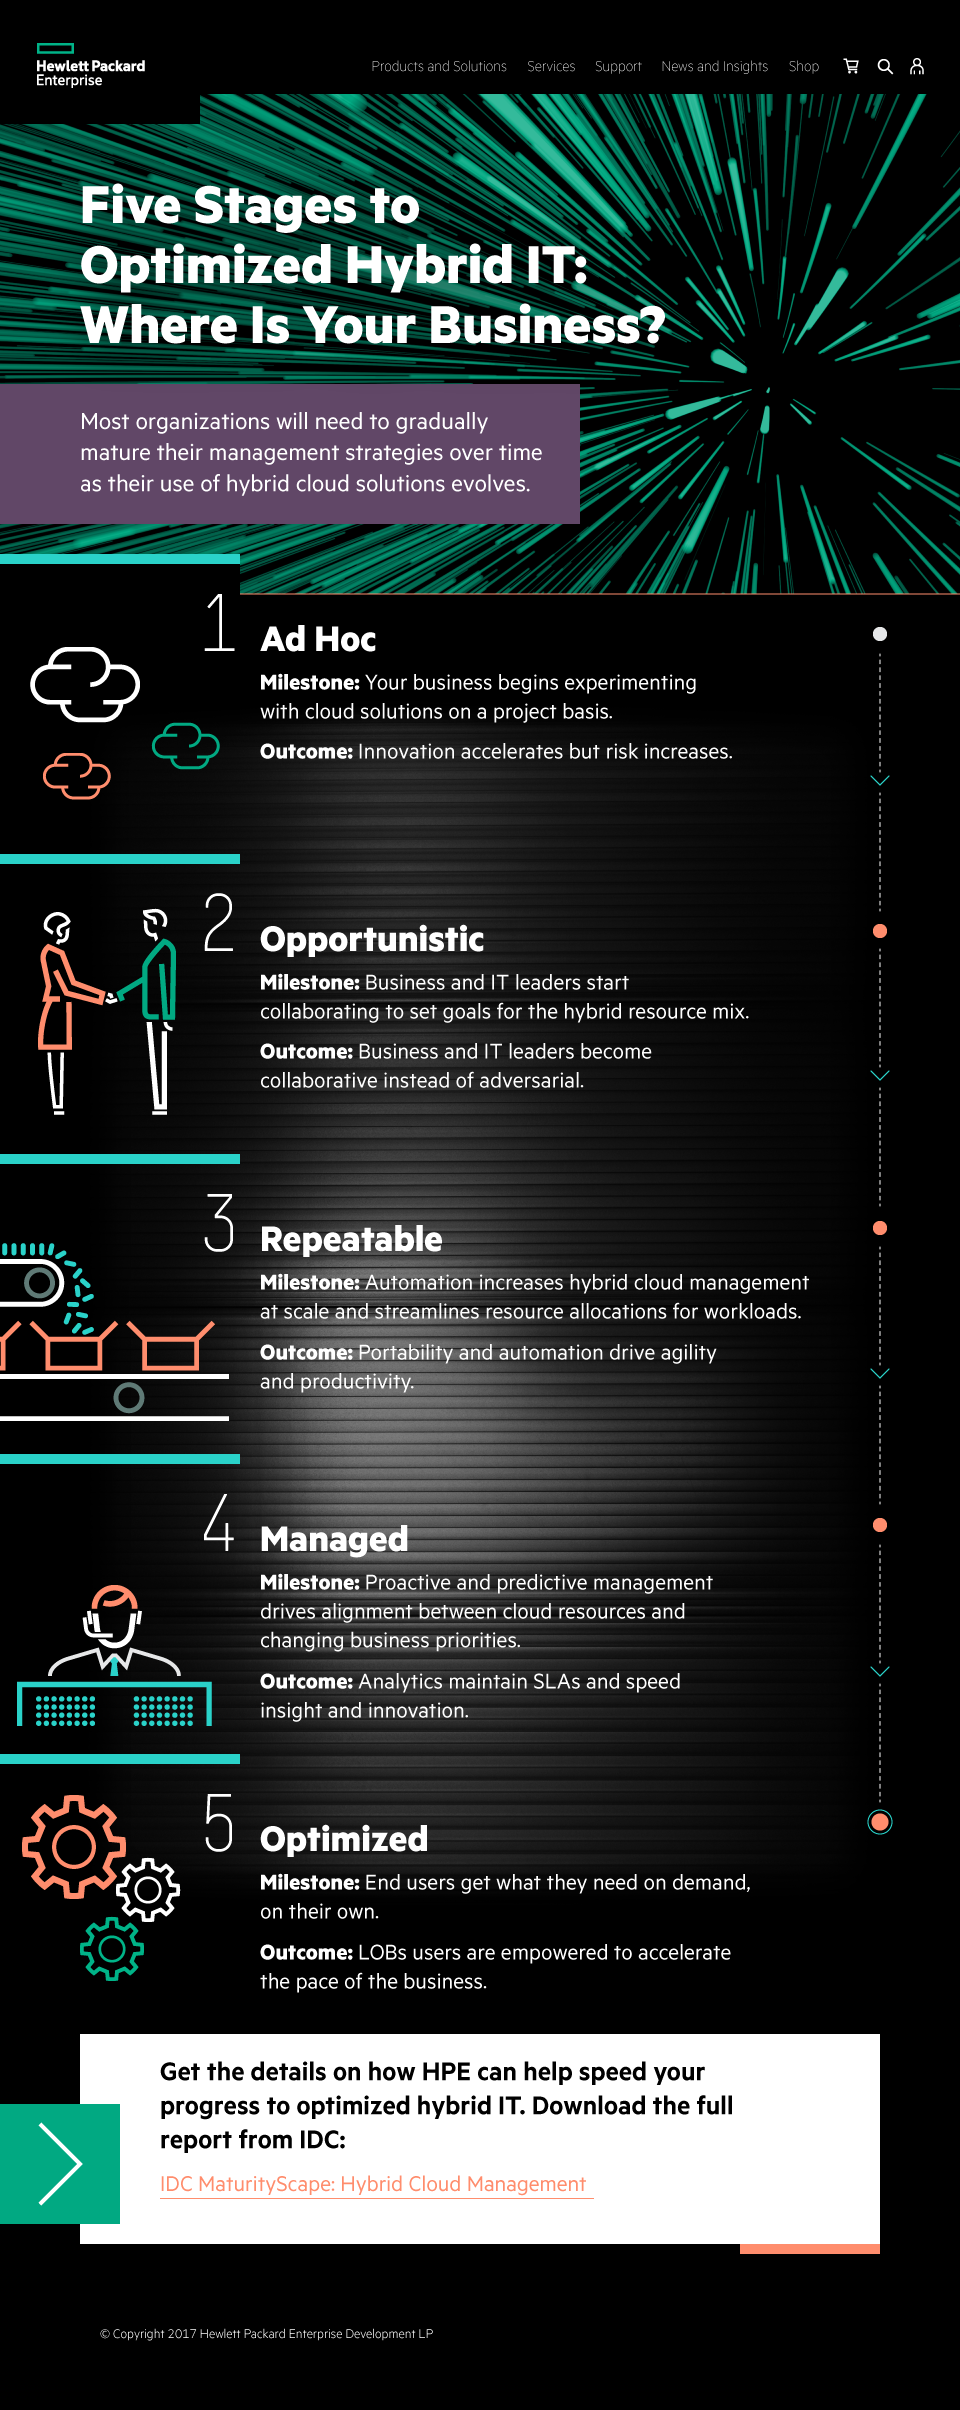 Hewlett Packard
Enterprise
Products and Solutions Services Support News and Insights Shop
Five Stages to
Optimized Hybrid IT:
Where Is Your Business?
Most organizations will need to gradually
mature their management strategies over time
as their use of hybrid cloud solutions evolves.
1
Ad Hoc
Milestone: Your business begins experimenting
with cloud solutions on a project basis.
Outcome: Innovation accelerates but risk increases.
2
Opportunistic
Milestone: Business and IT leaders start
collaborating to set goals for the hybrid resource mix.
Outcome: Business and IT leaders become
collaborative instead of adversarial.
3
Repeatable
Milestone: Automation increases hybrid cloud management
at scale and streamlines resource allocations for workloads.
Outcome: Portability and automation drive agility
and productivity.
4
Managed
Milestone: Proactive and predictive management
drives alignment between cloud resources and
changing business priorities.
Outcome: Analytics maintain SLAs and speed
insight and innovation.
5
Optimized
Milestone: End users get what they need on demand,
on their own.
Outcome: LOBs users are empowered to accelerate
the pace of the business.
Get the details on how HPE can help speed your
progress to optimized hybrid IT. Download the full
report from IDC:
IDC MaturityScape: Hybrid Cloud Management
© Copyright 2017 Hewlett Packard Enterprise Development LP